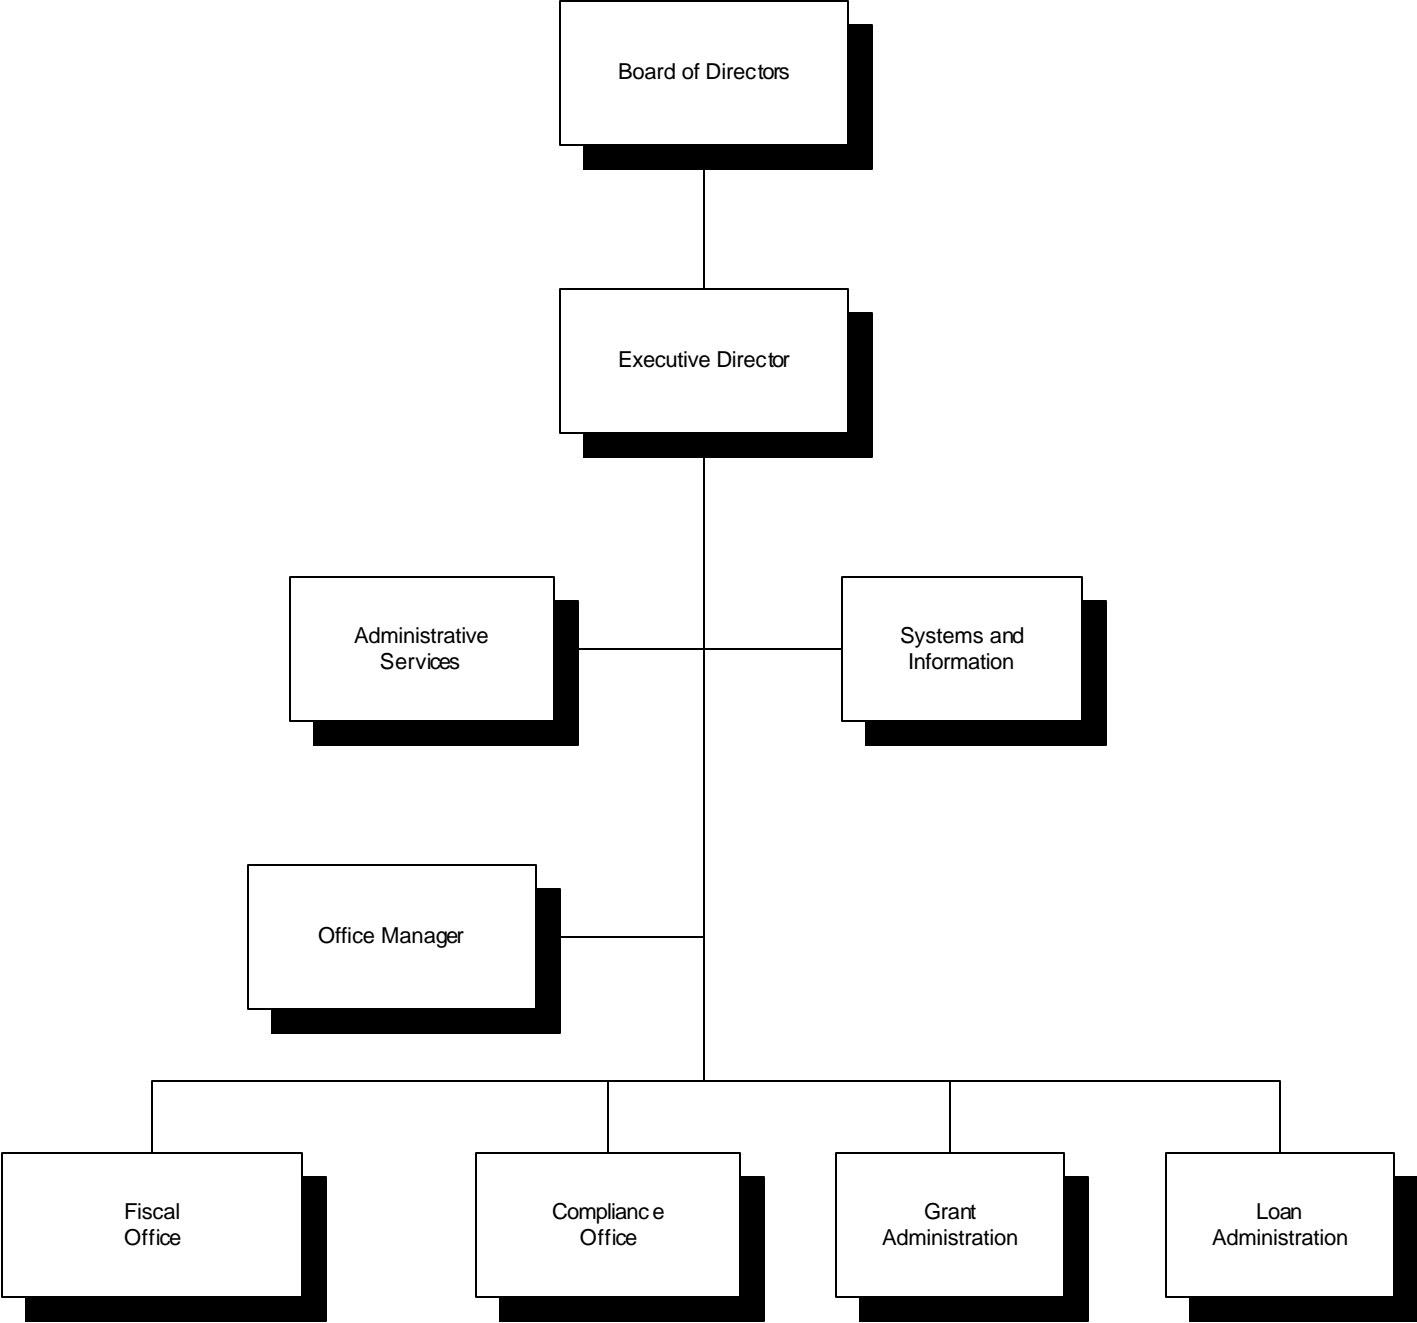 Board of Directors
Executive Director
Administrative
Services
Systems and
Information
Office Manager
Fiscal
Office
Compliance
Office
Grant
Administration
Loan
Administration